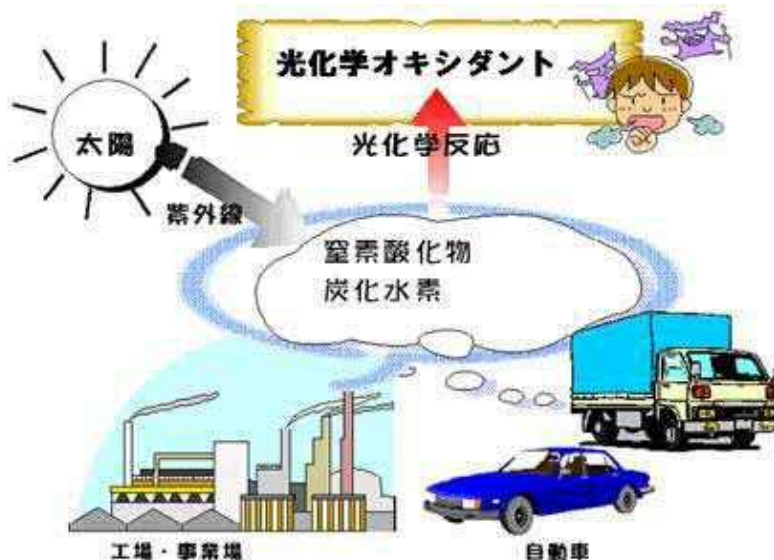 光化学オキシダント
太陽
光化学反応
紫外線
窒素酸化物
炭化水素
工場・事業場
自動車